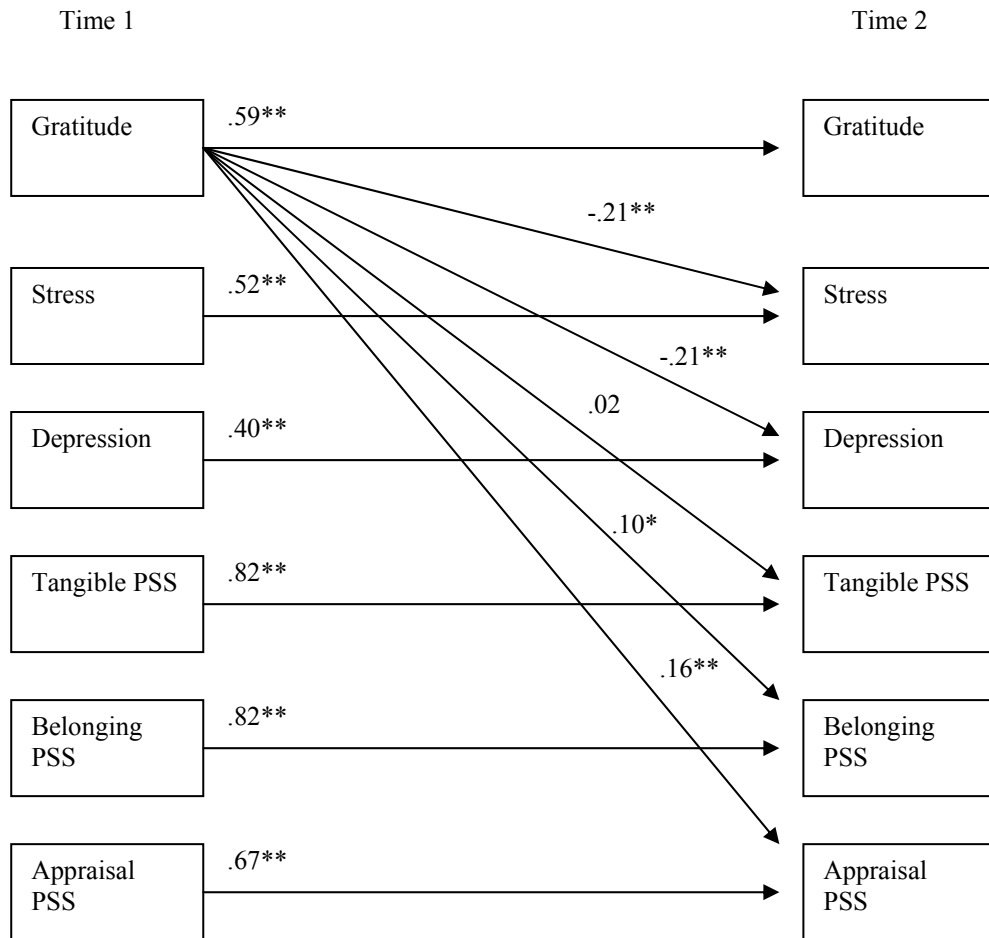 Time 1 Time 2
Gratitude .59** Gratitude
-.21**
Stress .52** Stress
-.21**
.02
Depression .40** Depression
.10*
Tangible PSS .82** Tangible PSS
.16**
Belonging .82** Belonging
PSS PSS
Appraisal .67** Appraisal
PSS PSS